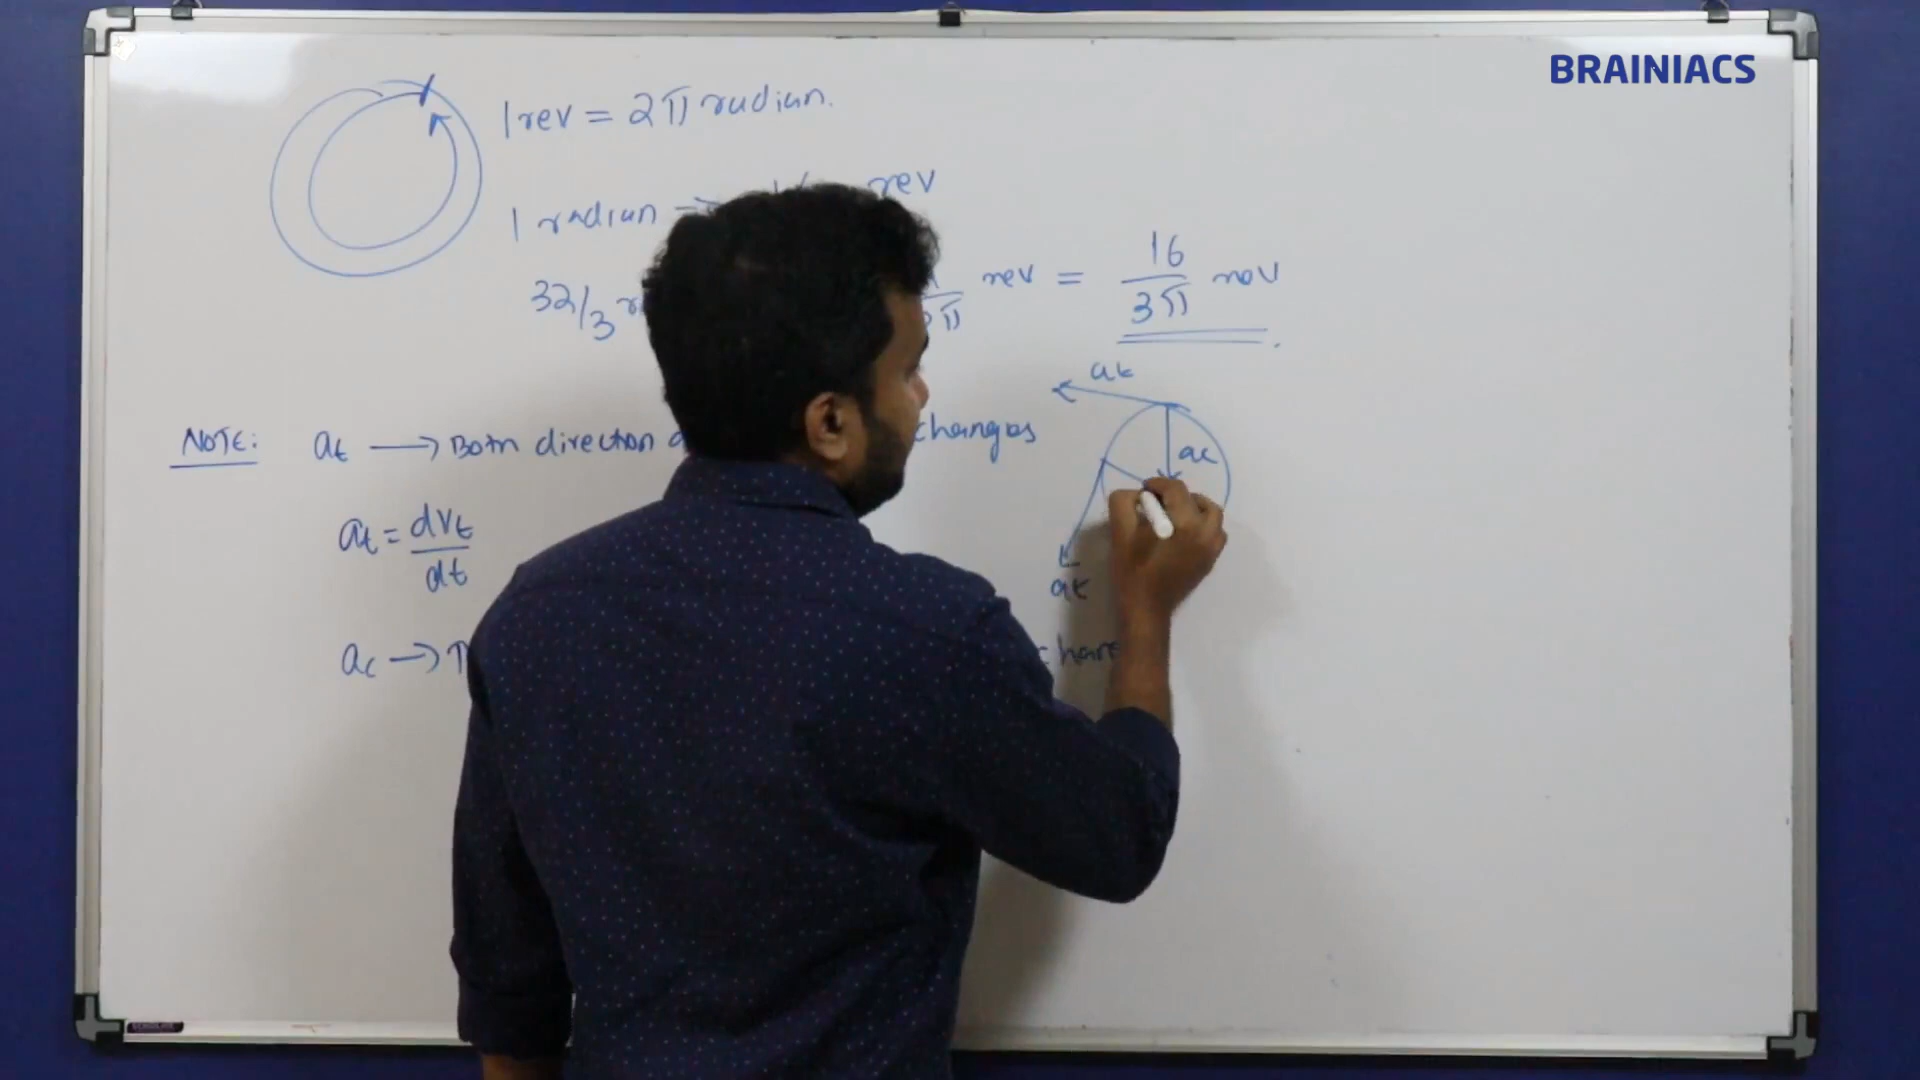 BRAINIACS
1 rev = 2π radian.
1 radian → rev
32/3 π rev = 16/3π rev
at
NOTE: at → Both direction changes
ac
at = dvt/dt
at
ac →